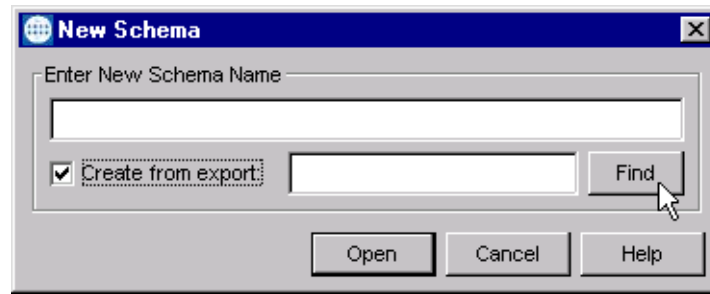 New Schema
Enter New Schema Name
Create from export:
Find
Open
Cancel
Help